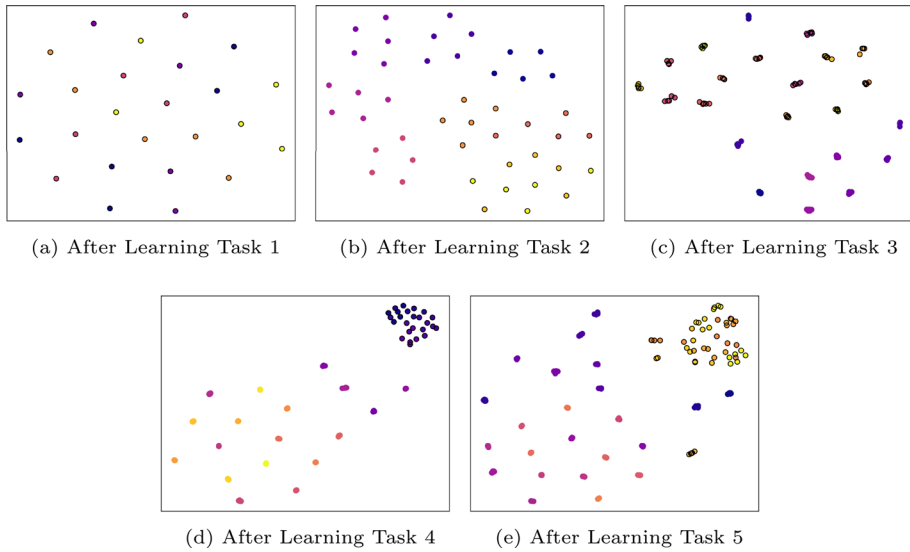 (a) After Learning Task 1
(b) After Learning Task 2
(c) After Learning Task 3
(d) After Learning Task 4
(e) After Learning Task 5